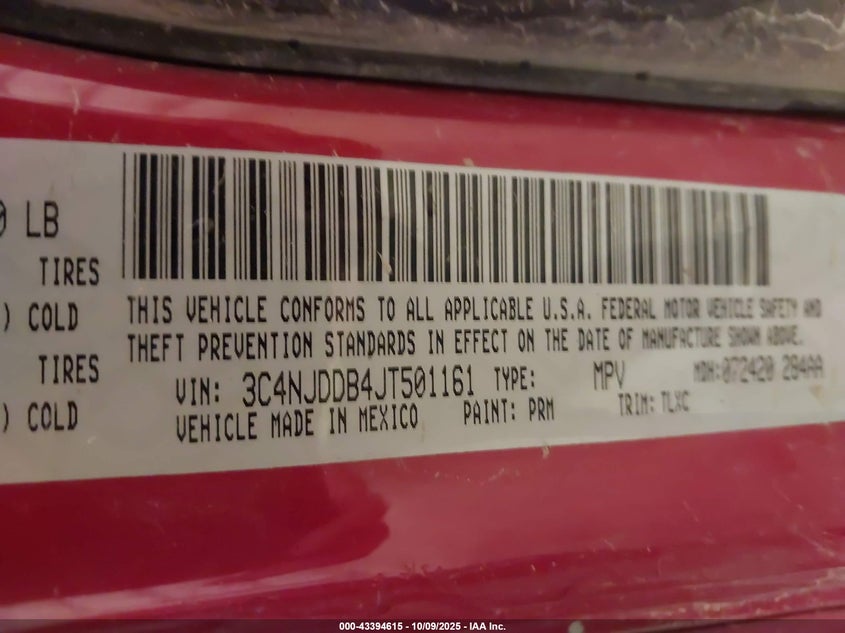 0 LB
TIRES
) COLD
TIRES
) COLD
THIS VEHICLE CONFORMS TO ALL APPLICABLE U.S.A. FEDERAL MOTOR VEHICLE SAFETY AND
THEFT PREVENTION STANDARDS IN EFFECT ON THE DATE OF MANUFACTURE SHOWN ABOVE.
VIN: 3C4NJDDB4JT501161 TYPE: MPV MDH: 072420 284AA
VEHICLE MADE IN MEXICO PAINT: PRM TRIM: TLXC
000-43394615 - 10/09/2025 - IAA Inc.